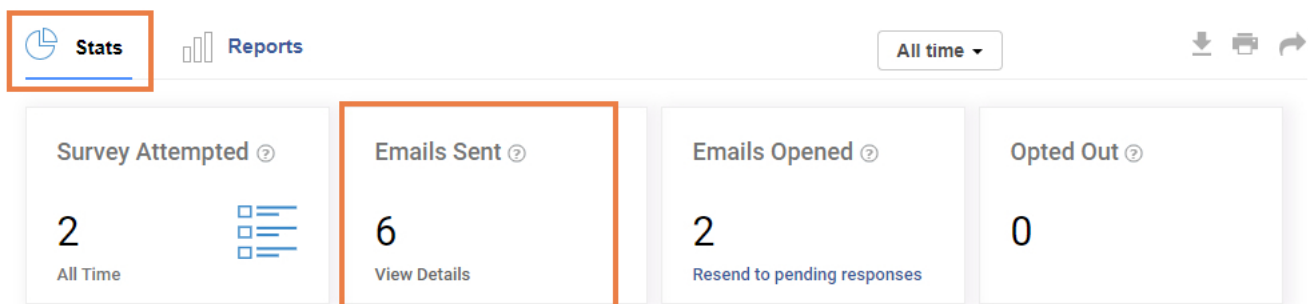 Stats
Reports
All time
Survey Attempted ?
Emails Sent ?
Emails Opened ?
Opted Out ?
2
6
2
0
All Time
View Details
Resend to pending responses